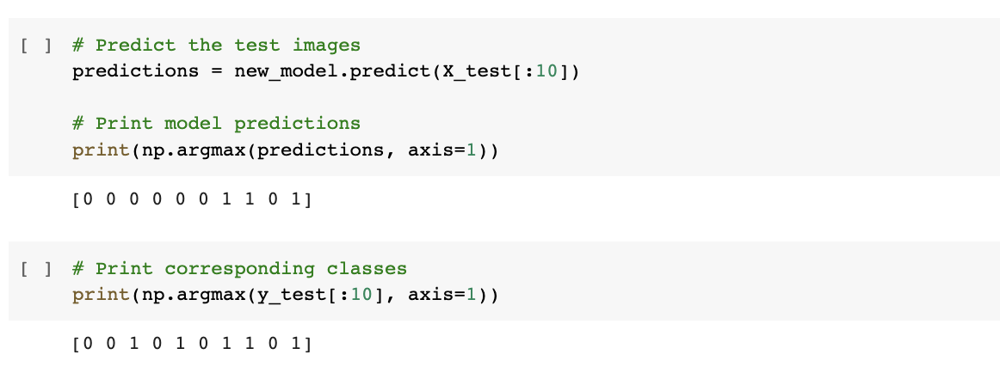 [ ] # Predict the test images
predictions = new_model.predict(X_test[:10])
# Print model predictions
print(np.argmax(predictions, axis=1))
[0 0 0 0 0 0 1 1 0 1]
[ ] # Print corresponding classes
print(np.argmax(y_test[:10], axis=1))
[0 0 1 0 1 0 1 1 0 1]